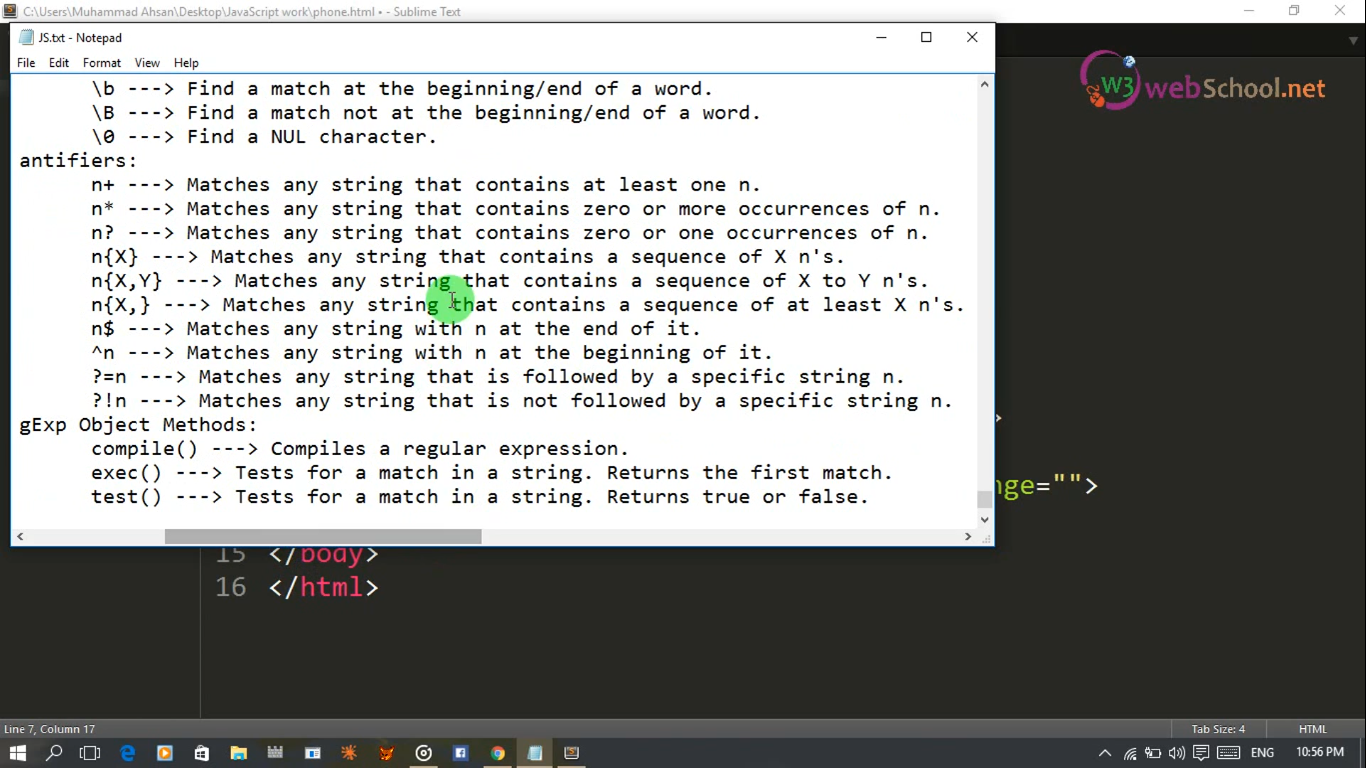 C:\Users\Muhammad Ahsan\Desktop\JavaScript work\phone.html • - Sublime Text
JS.txt - Notepad
File Edit Format View Help
W3webSchool.net
\b ---> Find a match at the beginning/end of a word.
\B ---> Find a match not at the beginning/end of a word.
\0 ---> Find a NUL character.
antifiers:
n+ ---> Matches any string that contains at least one n.
n* ---> Matches any string that contains zero or more occurrences of n.
n? ---> Matches any string that contains zero or one occurrences of n.
n{X} ---> Matches any string that contains a sequence of X n's.
n{X,Y} ---> Matches any string that contains a sequence of X to Y n's.
n{X,} ---> Matches any string that contains a sequence of at least X n's.
n$ ---> Matches any string with n at the end of it.
^n ---> Matches any string with n at the beginning of it.
?=n ---> Matches any string that is followed by a specific string n.
?!n ---> Matches any string that is not followed by a specific string n.
gExp Object Methods:
compile() ---> Compiles a regular expression.
exec() ---> Tests for a match in a string. Returns the first match.
test() ---> Tests for a match in a string. Returns true or false.
>
nge="">
15 </body>
16 </html>
Line 7, Column 17 Tab Size: 4 HTML
ENG 10:56 PM